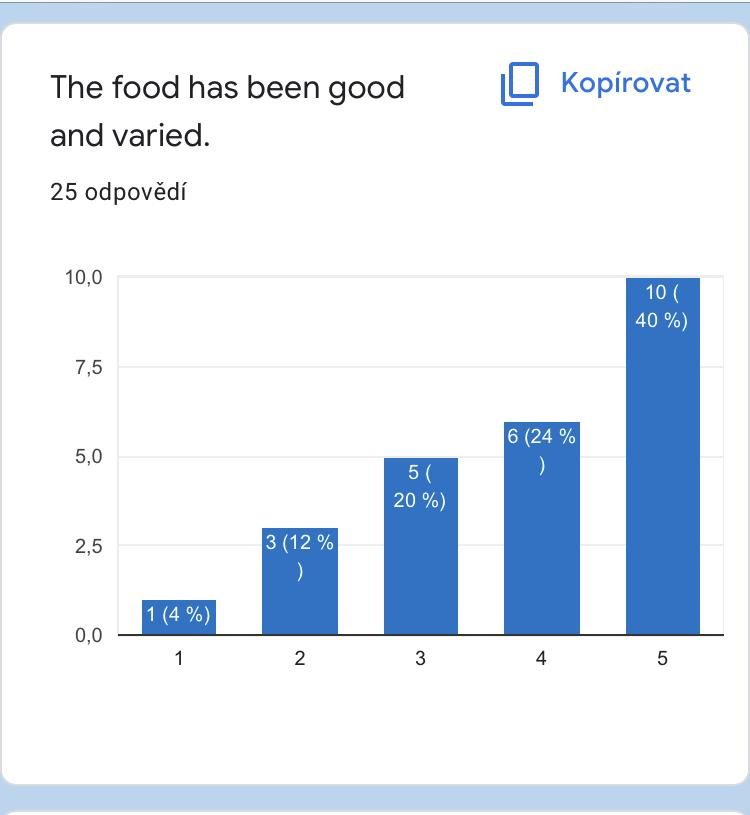 The food has been good
and varied.
Kopírovat
25 odpovědí
10,0
7,5
5,0
2,5
0,0
1 (4 %)
3 (12 %
)
5 (
20 %)
6 (24 %
)
10 (
40 %)
1
2
3
4
5